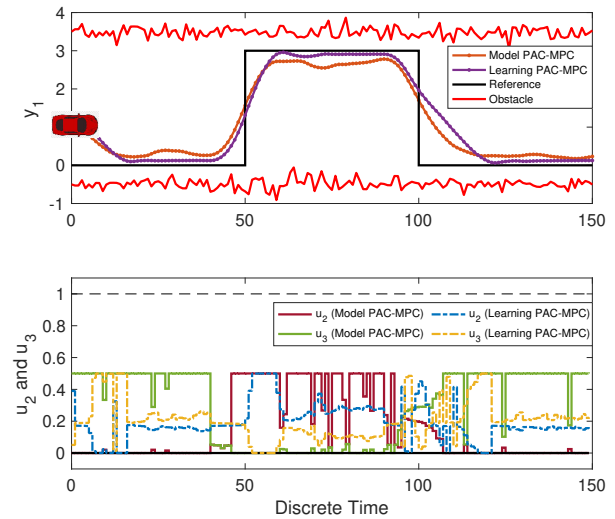 4
3
2
1
0
-1
y1
0
50
100
150
Model PAC-MPC
Learning PAC-MPC
Reference
Obstacle
1
0.8
0.6
0.4
0.2
0
u2 and u3
u2 (Model PAC-MPC) u2 (Learning PAC-MPC)
u3 (Model PAC-MPC) u3 (Learning PAC-MPC)
0
50
100
150
Discrete Time